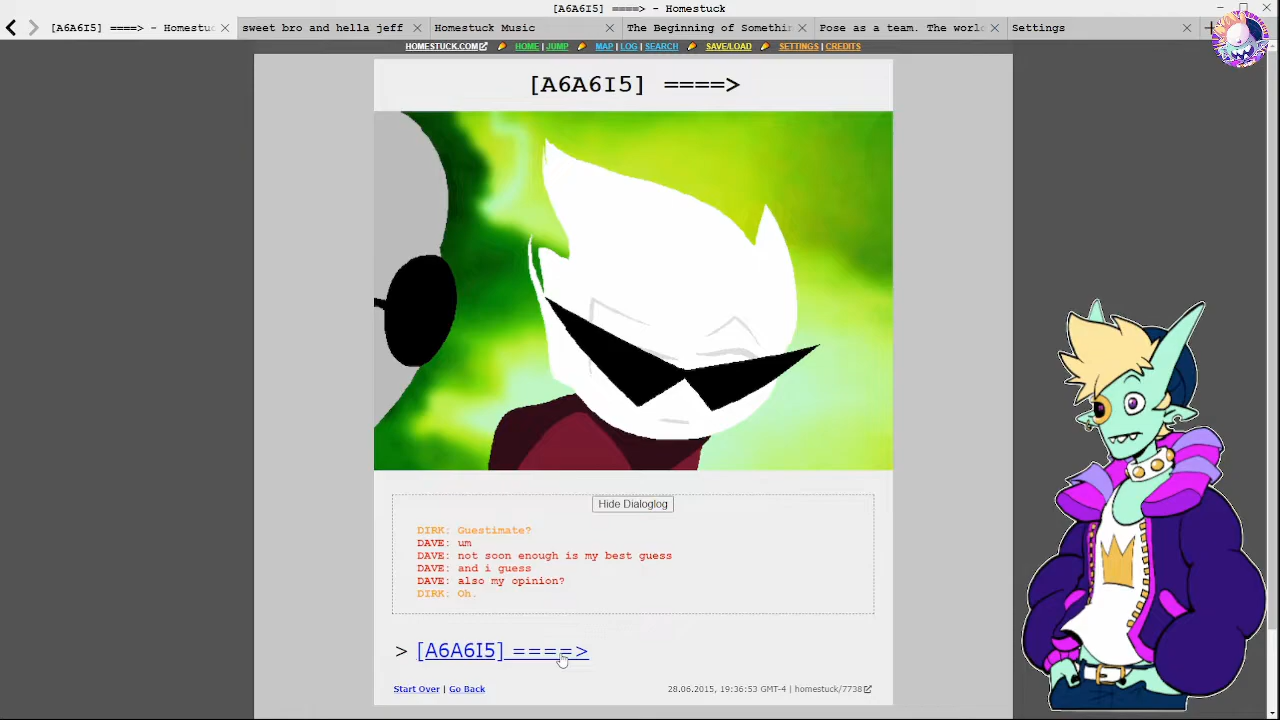 [A6A6I5] ====> - Homestuck
[A6A6I5] ====> - Homestuc
sweet bro and hella jeff
Homestuck Music
The Beginning of Somethin
Pose as a team. The world
Settings
HOMESTUCK.COM
HOME | JUMP
MAP | LOG | SEARCH
SAVE/LOAD
SETTINGS | CREDITS
[A6A6I5] ====>
Hide Dialoglog
DIRK: Guestimate?
DAVE: um
DAVE: not soon enough is my best guess
DAVE: and i guess
DAVE: also my opinion?
DIRK: Oh.
> [A6A6I5] ====>
Start Over | Go Back
28.06.2015, 19:36:53 GMT-4 | homestuck/7738